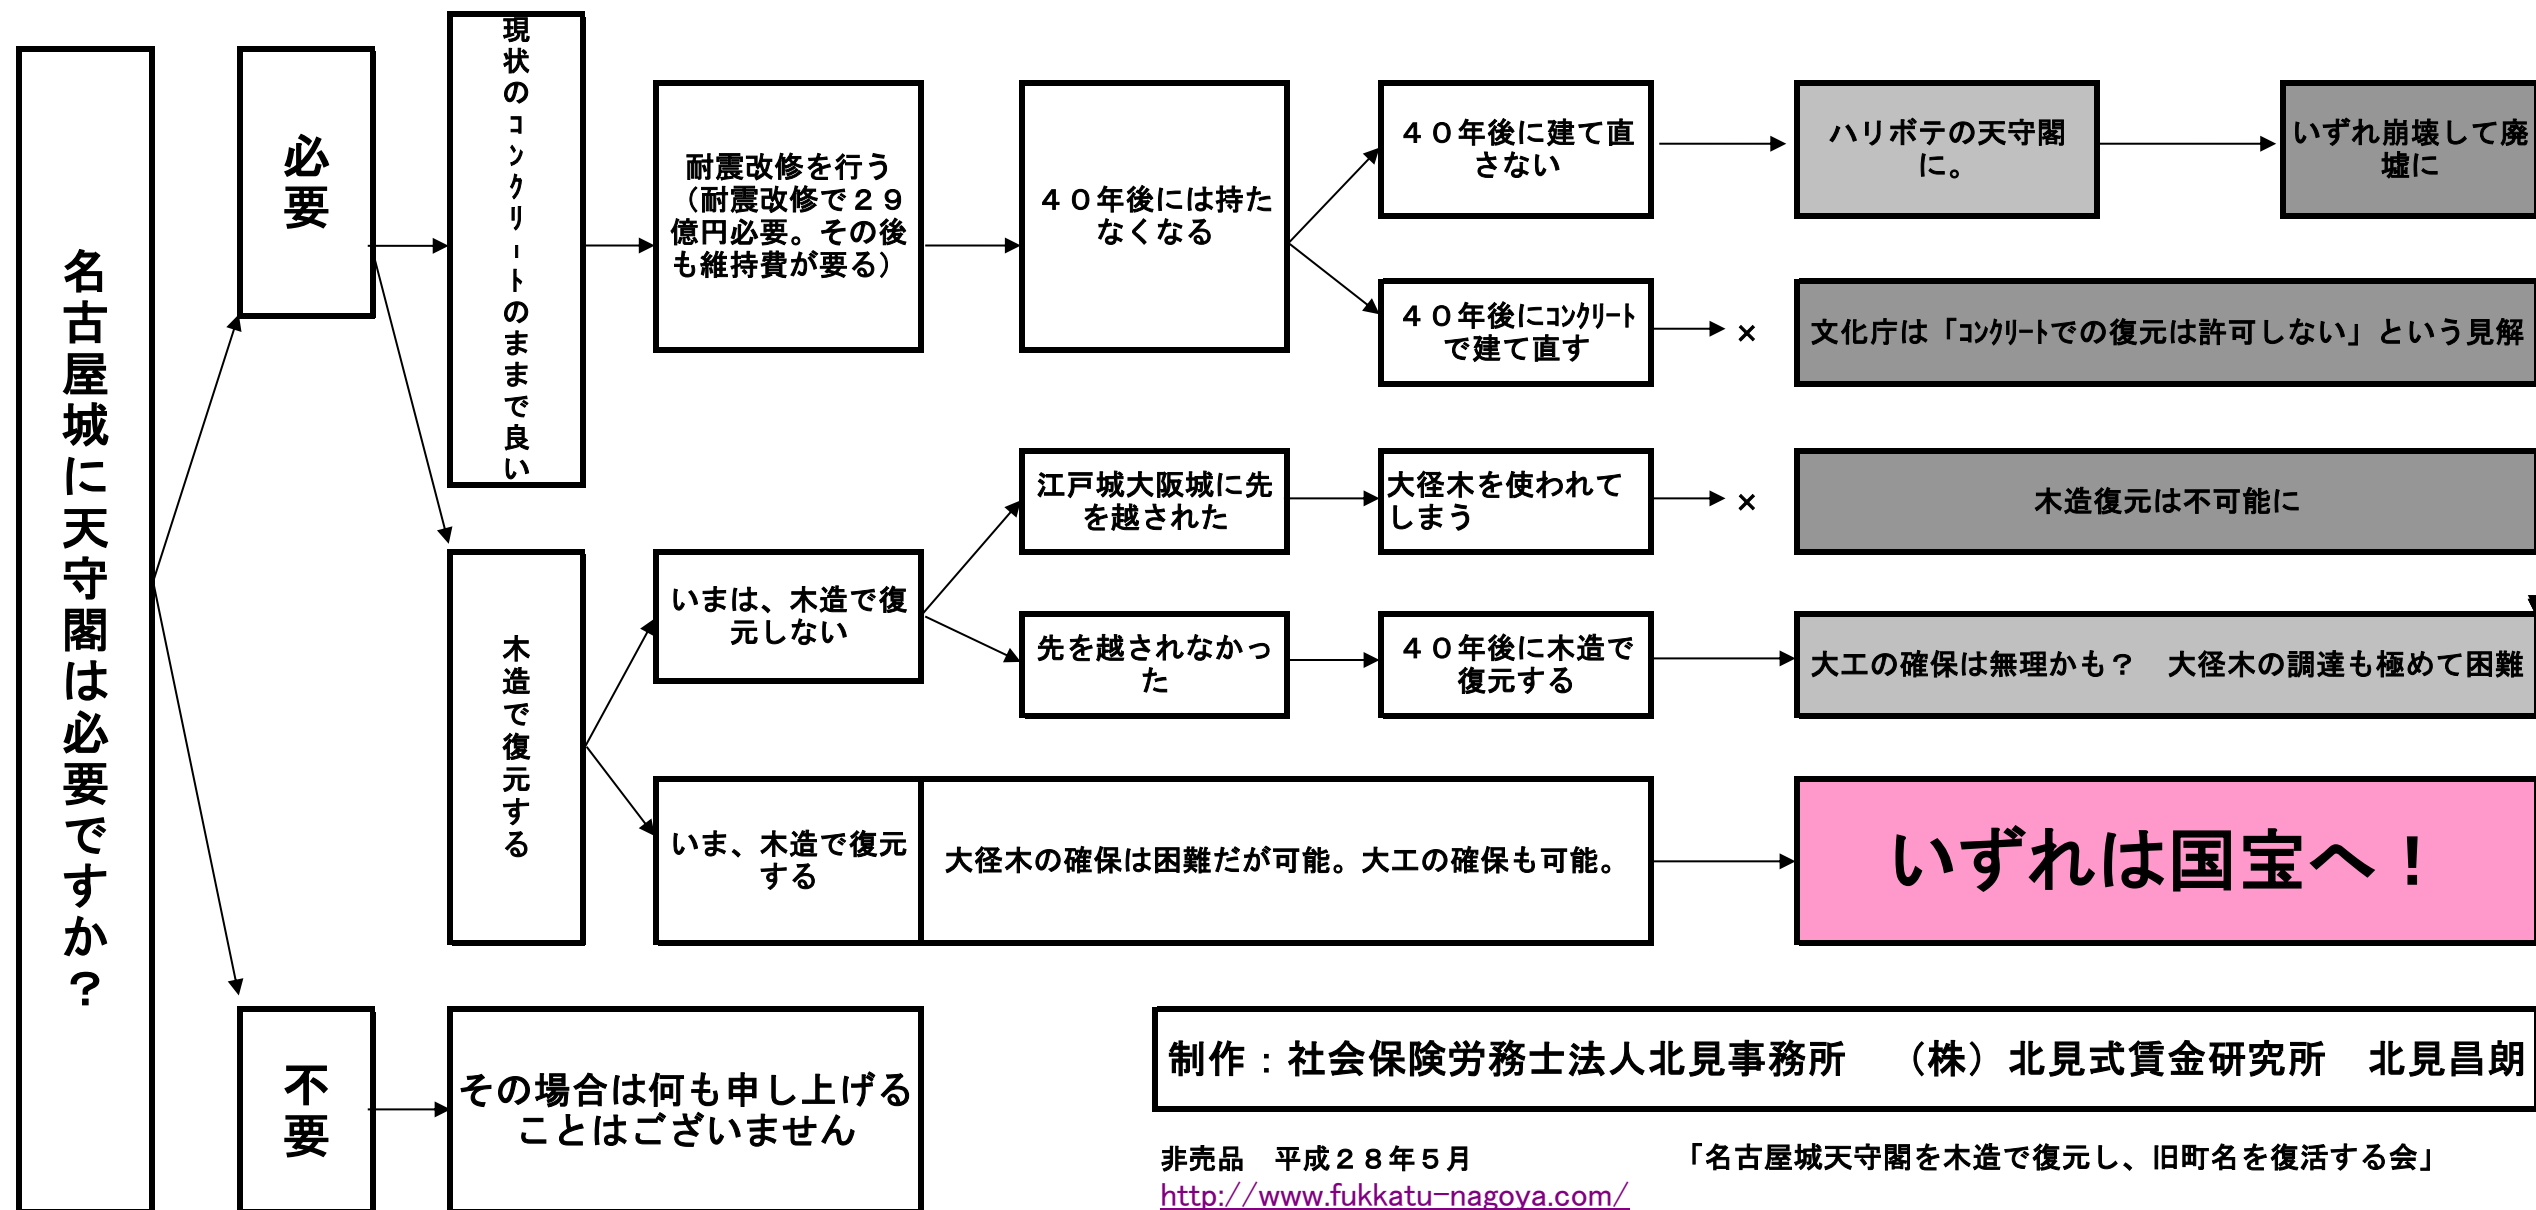 名古屋城に天守閣は必要ですか？
必要
現状のｺﾝｸﾘｰﾄのままで良い
耐震改修を行う
（耐震改修で２９
億円必要。その後
も維持費が要る）
４０年後には持た
なくなる
４０年後に建て直
さない
ハリボテの天守閣
に。
いずれ崩壊して廃
墟に
４０年後にｺﾝｸﾘｰﾄ
で建て直す
×
文化庁は「ｺﾝｸﾘｰﾄでの復元は許可しない」という見解
木造で復元する
いまは、木造で復
元しない
江戸城大阪城に先
を越された
大径木を使われて
しまう
×
木造復元は不可能に
先を越されなかっ
た
４０年後に木造で
復元する
大工の確保は無理かも？　大径木の調達も極めて困難
いま、木造で復元
する
大径木の確保は困難だが可能。大工の確保も可能。
いずれは国宝へ！
不要
その場合は何も申し上げる
ことはございません
制作：社会保険労務士法人北見事務所　（株）北見式賃金研究所　北見昌朗
非売品　平成２８年５月
「名古屋城天守閣を木造で復元し、旧町名を復活する会」
http://www.fukkatu-nagoya.com/